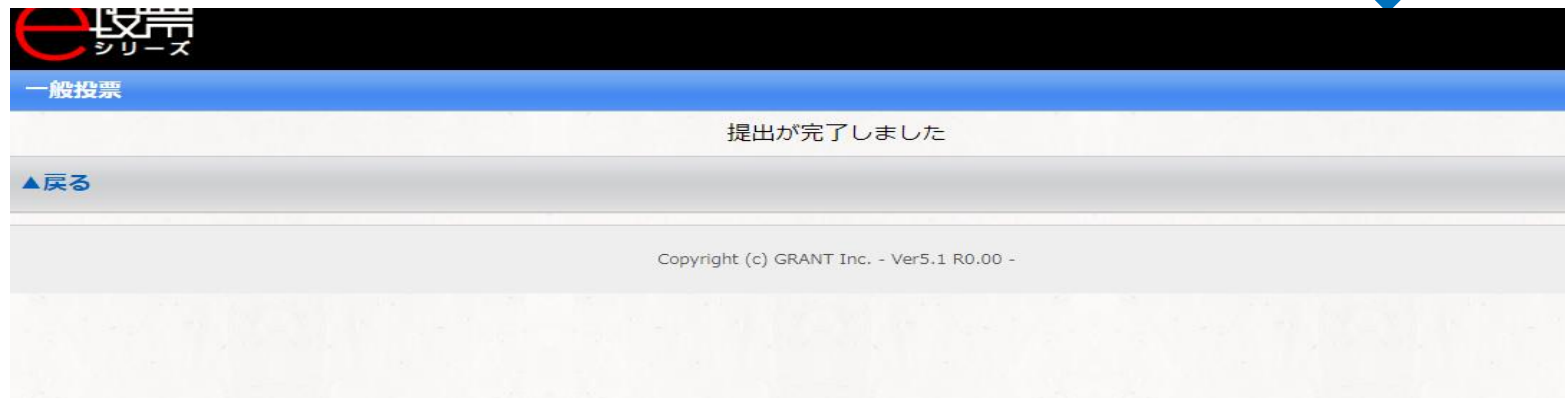 e投票
シリーズ
一般投票
提出が完了しました
▲戻る
Copyright (c) GRANT Inc. - Ver5.1 R0.00 -